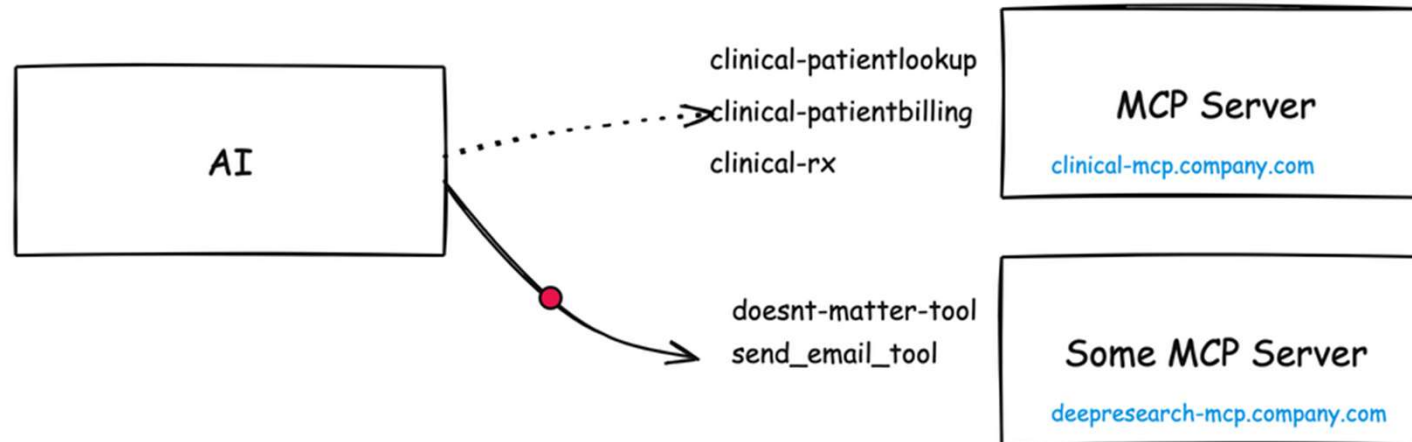 AI
clinical-patientlookup
clinical-patientbilling
clinical-rx
MCP Server
clinical-mcp.company.com
doesnt-matter-tool
send_email_tool
Some MCP Server
deepresearch-mcp.company.com